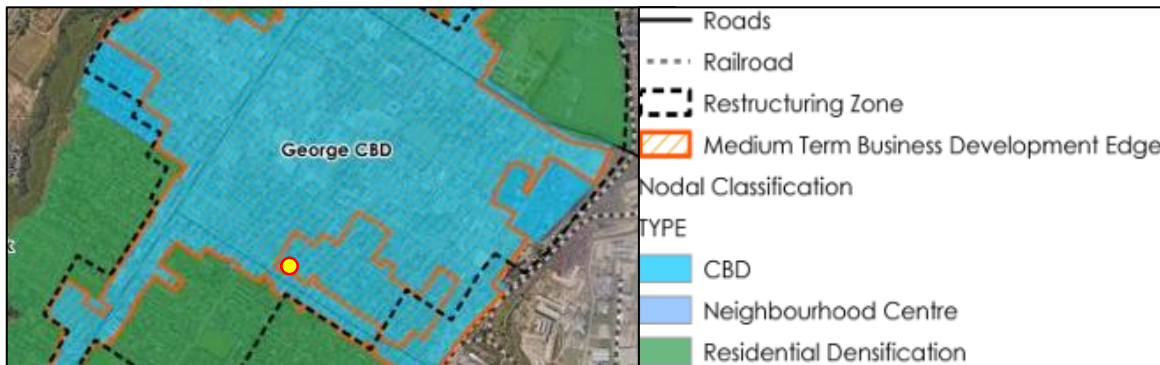 George CBD
Roads
Railroad
Restructuring Zone
Medium Term Business Development Edge
Nodal Classification
TYPE
CBD
Neighbourhood Centre
Residential Densification